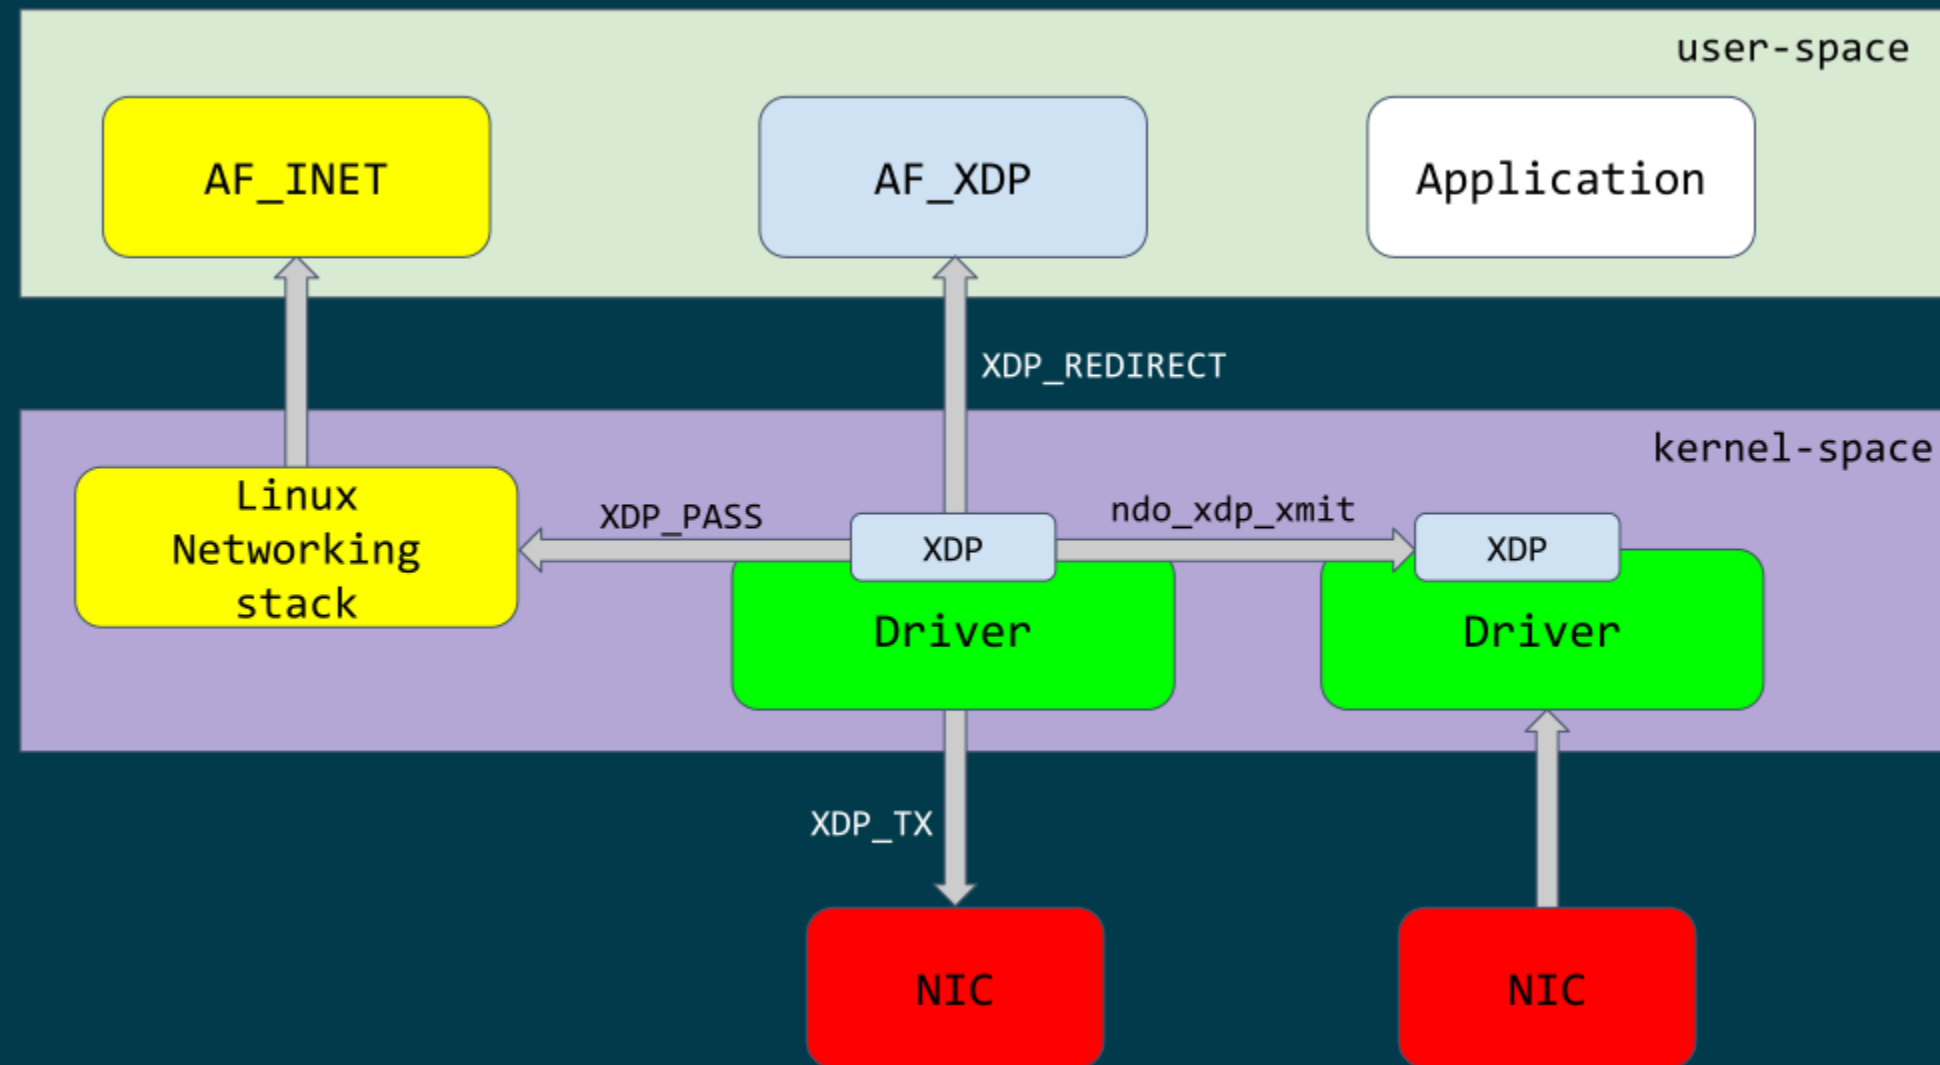 user-space
AF_INET
AF_XDP
Application
XDP_REDIRECT
kernel-space
Linux
Networking
stack
XDP_PASS
XDP
ndo_xdp_xmit
XDP
Driver
Driver
XDP_TX
NIC
NIC